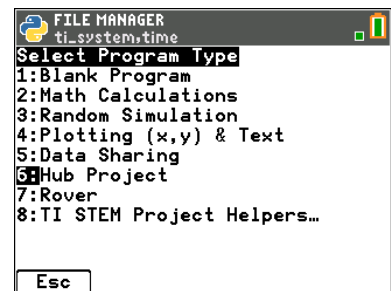 FILE MANAGER
ti_system,time
Select Program Type
1:Blank Program
2:Math Calculations
3:Random Simulation
4:Plotting (x,y) & Text
5:Data Sharing
6:Hub Project
7:Rover
8:TI STEM Project Helpers…
Esc